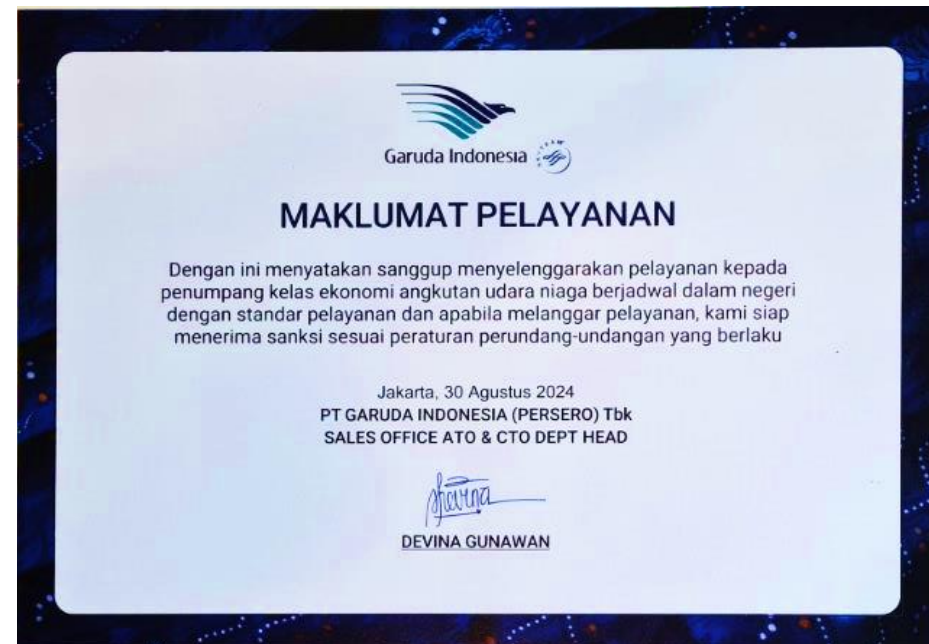 Garuda Indonesia
SKYTEAM
MAKLUMAT PELAYANAN
Dengan ini menyatakan sanggup menyelenggarakan pelayanan kepada
penumpang kelas ekonomi angkutan udara niaga berjadwal dalam negeri
dengan standar pelayanan dan apabila melanggar pelayanan, kami siap
menerima sanksi sesuai peraturan perundang-undangan yang berlaku
Jakarta, 30 Agustus 2024
PT GARUDA INDONESIA (PERSERO) Tbk
SALES OFFICE ATO & CTO DEPT HEAD
DEVINA GUNAWAN